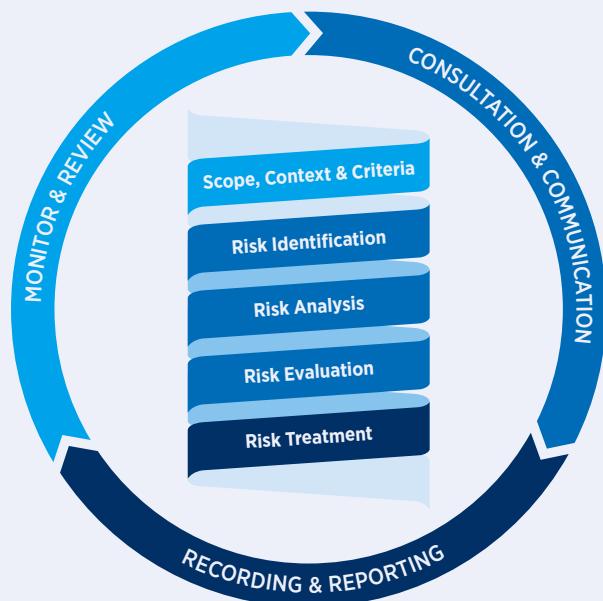 CONSULTATION & COMMUNICATION
MONITOR & REVIEW
Scope, Context & Criteria
Risk Identification
Risk Analysis
Risk Evaluation
Risk Treatment
RECORDING & REPORTING